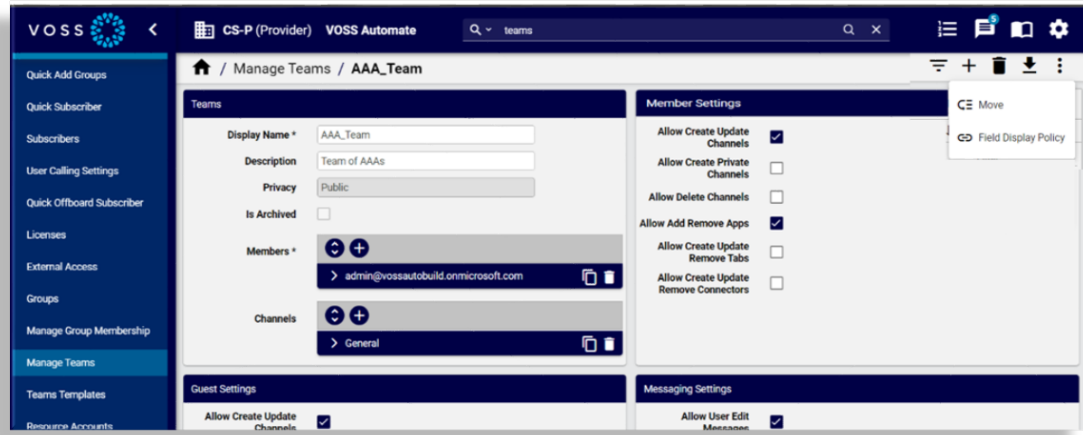 VOSS
CS-P (Provider) VOSS Automate
teams
5
Quick Add Groups
Quick Subscriber
Subscribers
User Calling Settings
Quick Offboard Subscriber
Licenses
External Access
Groups
Manage Group Membership
Manage Teams
Teams Templates
Resource Accounts
/ Manage Teams / AAA_Team
Move
Field Display Policy
Teams
Display Name *
AAA_Team
Description
Team of AAAs
Privacy
Public
Is Archived
Members *
admin@vossautobuild.onmicrosoft.com
Channels
General
Member Settings
Allow Create Update
Channels
Allow Create Private
Channels
Allow Delete Channels
Allow Add Remove Apps
Allow Create Update
Remove Tabs
Allow Create Update
Remove Connectors
Guest Settings
Allow Create Update
Channels
Messaging Settings
Allow User Edit
Messages